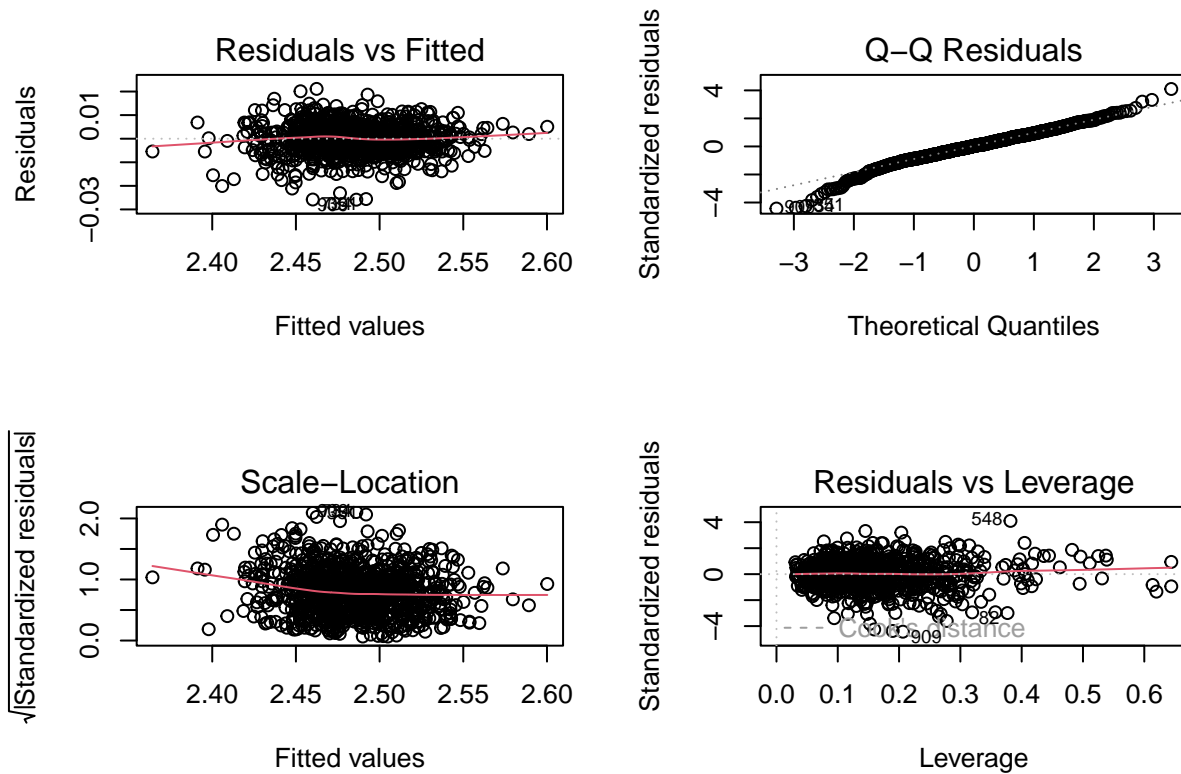 Residuals vs Fitted
Residuals
−0.03
0.01
2.40 2.45 2.50 2.55 2.60
Fitted values
Q−Q Residuals
Standardized residuals
−4 0 4
−3 −2 −1 0 1 2 3
Theoretical Quantiles
Scale−Location
√|Standardized residuals|
0.0 1.0 2.0
2.40 2.45 2.50 2.55 2.60
Fitted values
Residuals vs Leverage
Standardized residuals
−4 0 4
548
82
909
Cook's distance
0.0 0.1 0.2 0.3 0.4 0.5 0.6
Leverage